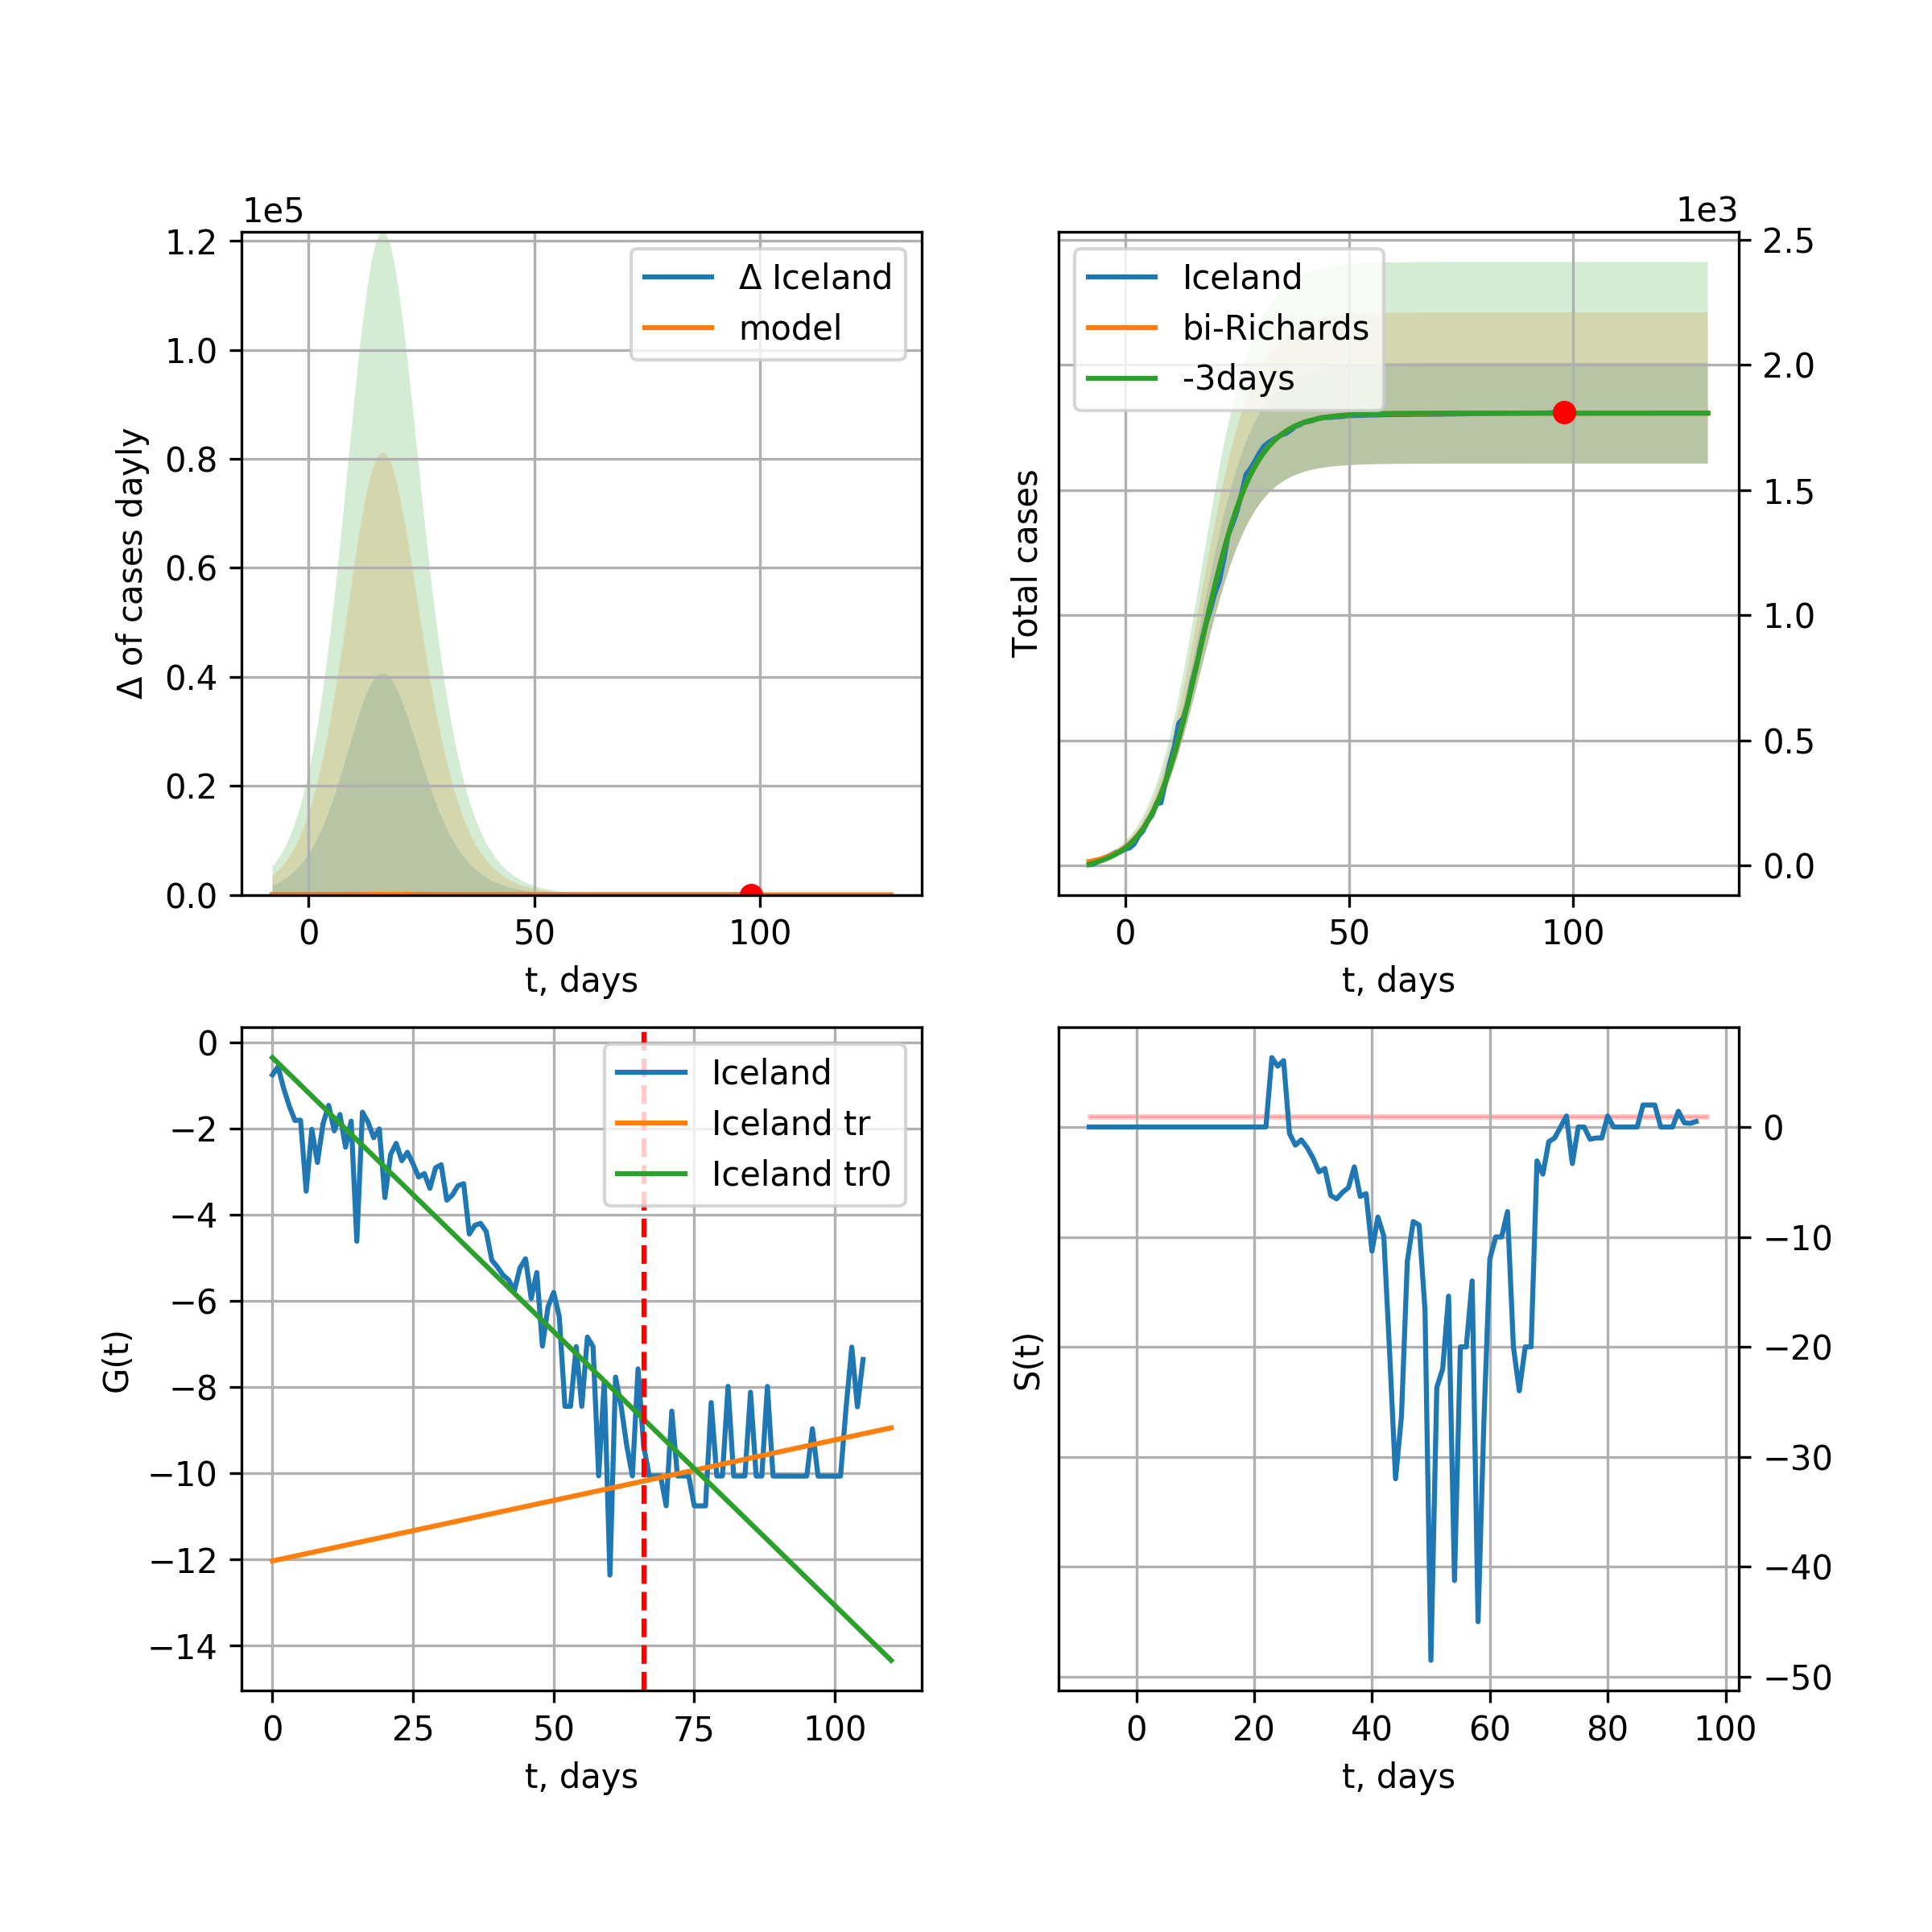 1e5
1.2
1.0
0.8
0.6
0.4
0.2
0.0
Δ of cases dayly
Δ Iceland
model
0 50 100
t, days
1e3
2.5
2.0
1.5
1.0
0.5
0.0
Total cases
Iceland
bi-Richards
-3days
0 50 100
t, days
0
−2
−4
−6
−8
−10
−12
−14
G(t)
Iceland
Iceland tr
Iceland tr0
0 25 50 75 100
t, days
S(t)
0
−10
−20
−30
−40
−50
0 20 40 60 80 100
t, days